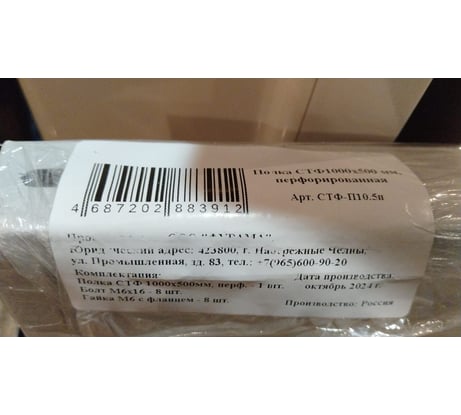 Полка СТФ1000х500 мм,
перфорированная
Арт. СТФ-П10.5п
4 687202 883912
Юридический адрес: 423800, г. Набережные Челны,
ул. Промышленная, зд. 83, тел.: +7(965)600-90-20
Комплектация:
Дата производства:
Полка СТФ 1000х500мм, перф. - 1 шт.
октябрь 2024 г.
Болт М6х16 - 8 шт.
Гайка М6 с фланцем - 8 шт.
Производство: Россия